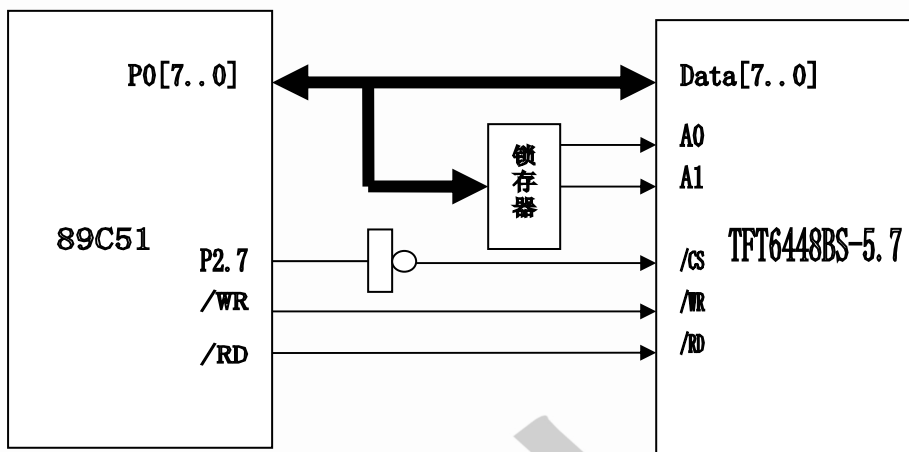 P0[7..0]
Data[7..0]
A0
锁存器
A1
89C51
TFT6448BS-5.7
P2.7
/CS
/WR
/WR
/RD
/RD